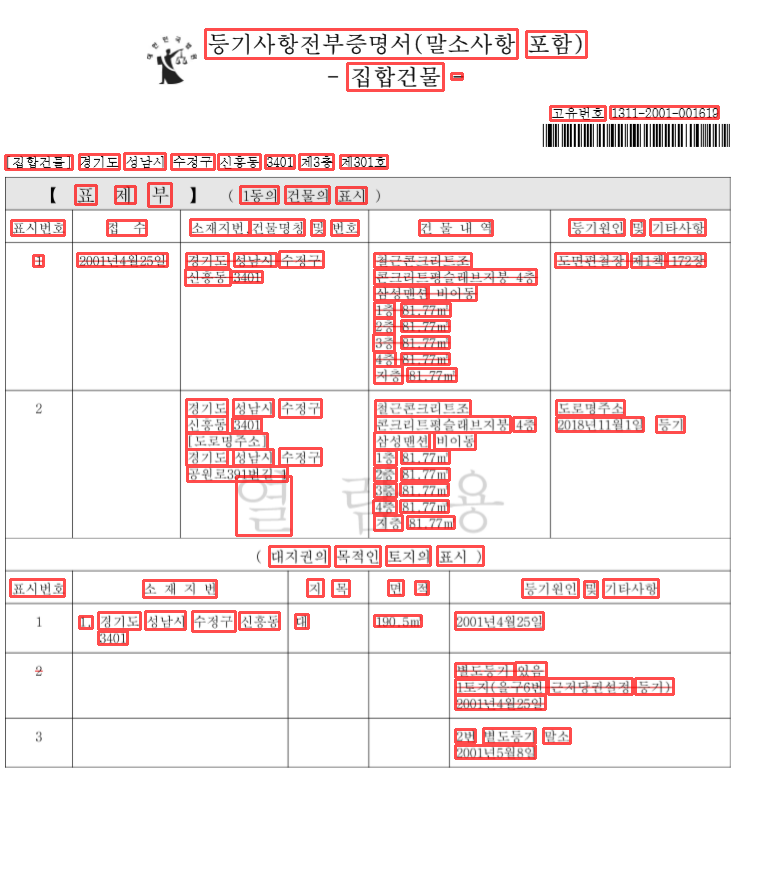 대한민국법원
등기사항전부증명서(말소사항 포함)
- 집합건물 -
고유번호 1311-2001-001619
[집합건물] 경기도 성남시 수정구 신흥동 3401 제3층 제301호
【 표 제 부 】 ( 1동의 건물의 표시 )
표시번호 접 수 소재지번,건물명칭 및 번호 건 물 내 역 등기원인 및 기타사항
1 2001년4월25일 경기도 성남시 수정구 철근콘크리트조 도면편철장 제1책 172장
신흥동 3401 콘크리트평슬래브지붕 4층
삼성맨션 비이동
1층 81.77㎡
2층 81.77㎡
3층 81.77㎡
4층 81.77㎡
지층 81.77㎡
2 경기도 성남시 수정구 철근콘크리트조 도로명주소
신흥동 3401 콘크리트평슬래브지붕 4층 2018년11월1일 등기
[도로명주소] 삼성맨션 비이동
경기도 성남시 수정구 1층 81.77㎡
공원로391번길 4 2층 81.77㎡
3층 81.77㎡
4층 81.77㎡
지층 81.77㎡
열 람 용
( 대지권의 목적인 토지의 표시 )
표시번호 소 재 지 번 지 목 면 적 등기원인 및 기타사항
1 1. 경기도 성남시 수정구 신흥동 대 190.5㎡ 2001년4월25일
3401
2 별도등기 있음
1토지(을구6번 근저당권설정 등기)
2001년4월25일
3 2번 별도등기 말소
2001년5월8일